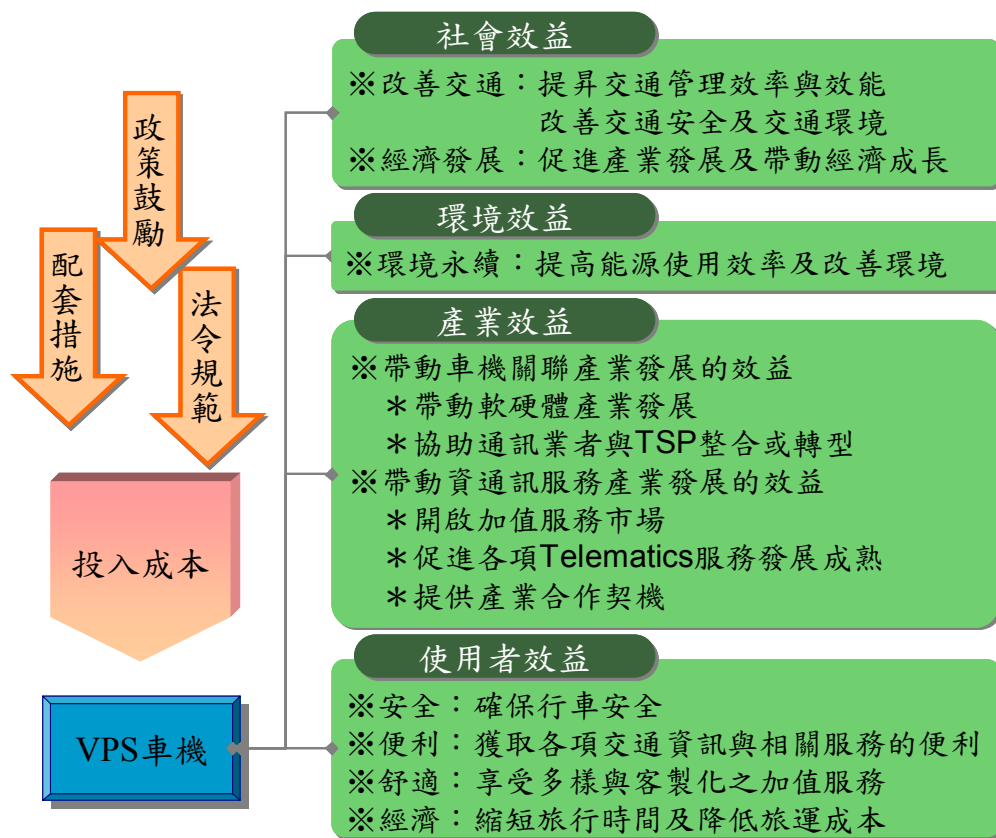 政策鼓勵
配套措施
法令規範
投入成本
VPS車機
社會效益
※改善交通：提昇交通管理效率與效能
改善交通安全及交通環境
※經濟發展：促進產業發展及帶動經濟成長
環境效益
※環境永續：提高能源使用效率及改善環境
產業效益
※帶動車機關聯產業發展的效益
＊帶動軟硬體產業發展
＊協助通訊業者與TSP整合或轉型
※帶動資通訊服務產業發展的效益
＊開啟加值服務市場
＊促進各項Telematics服務發展成熟
＊提供產業合作契機
使用者效益
※安全：確保行車安全
※便利：獲取各項交通資訊與相關服務的便利
※舒適：享受多樣與客製化之加值服務
※經濟：縮短旅行時間及降低旅運成本